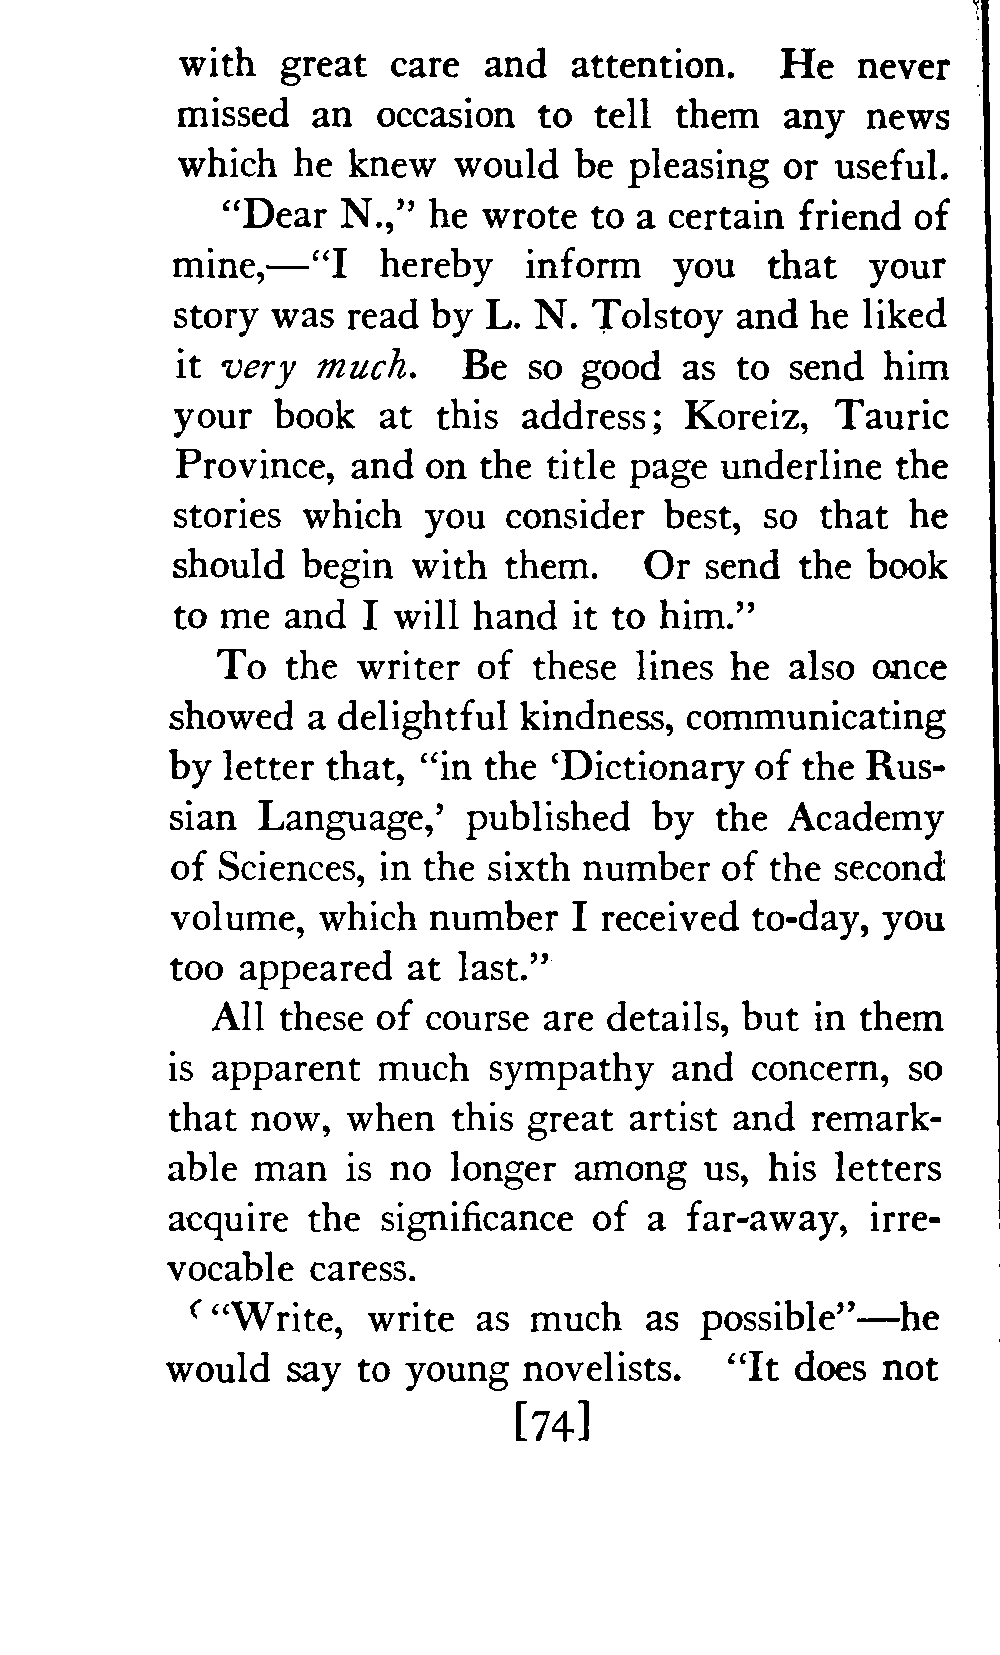 with great care and attention. He never
missed an occasion to tell them any news
which he knew would be pleasing or useful.
"Dear N.," he wrote to a certain friend of
mine,—"I hereby inform you that your
story was read by L. N. Tolstoy and he liked
it very much. Be so good as to send him
your book at this address; Koreiz, Tauric
Province, and on the title page underline the
stories which you consider best, so that he
should begin with them. Or send the book
to me and I will hand it to him."
To the writer of these lines he also once
showed a delightful kindness, communicating
by letter that, "in the 'Dictionary of the Rus-
sian Language,' published by the Academy
of Sciences, in the sixth number of the second
volume, which number I received to-day, you
too appeared at last."
All these of course are details, but in them
is apparent much sympathy and concern, so
that now, when this great artist and remark-
able man is no longer among us, his letters
acquire the significance of a far-away, irre-
vocable caress.
"Write, write as much as possible"—he
would say to young novelists. "It does not
[74]